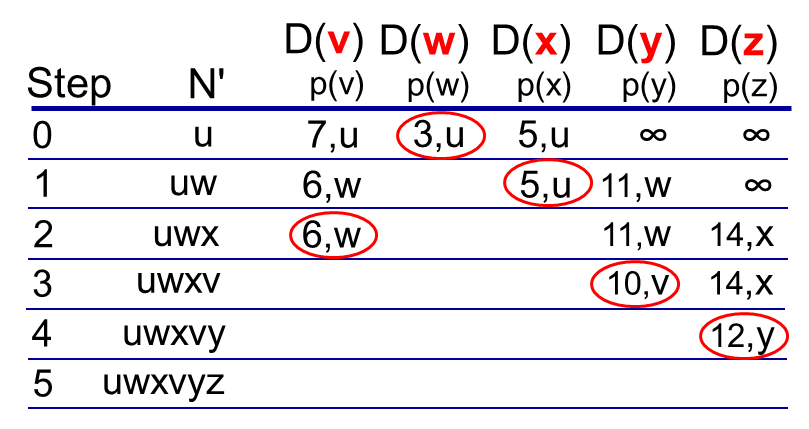 D(v) D(w) D(x) D(y) D(z)
Step N' p(v) p(w) p(x) p(y) p(z)
0 u 7,u 3,u 5,u ∞ ∞
1 uw 6,w 5,u 11,w ∞
2 uwx 6,w 11,w 14,x
3 uwxv 10,v 14,x
4 uwxvy 12,y
5 uwxvyz